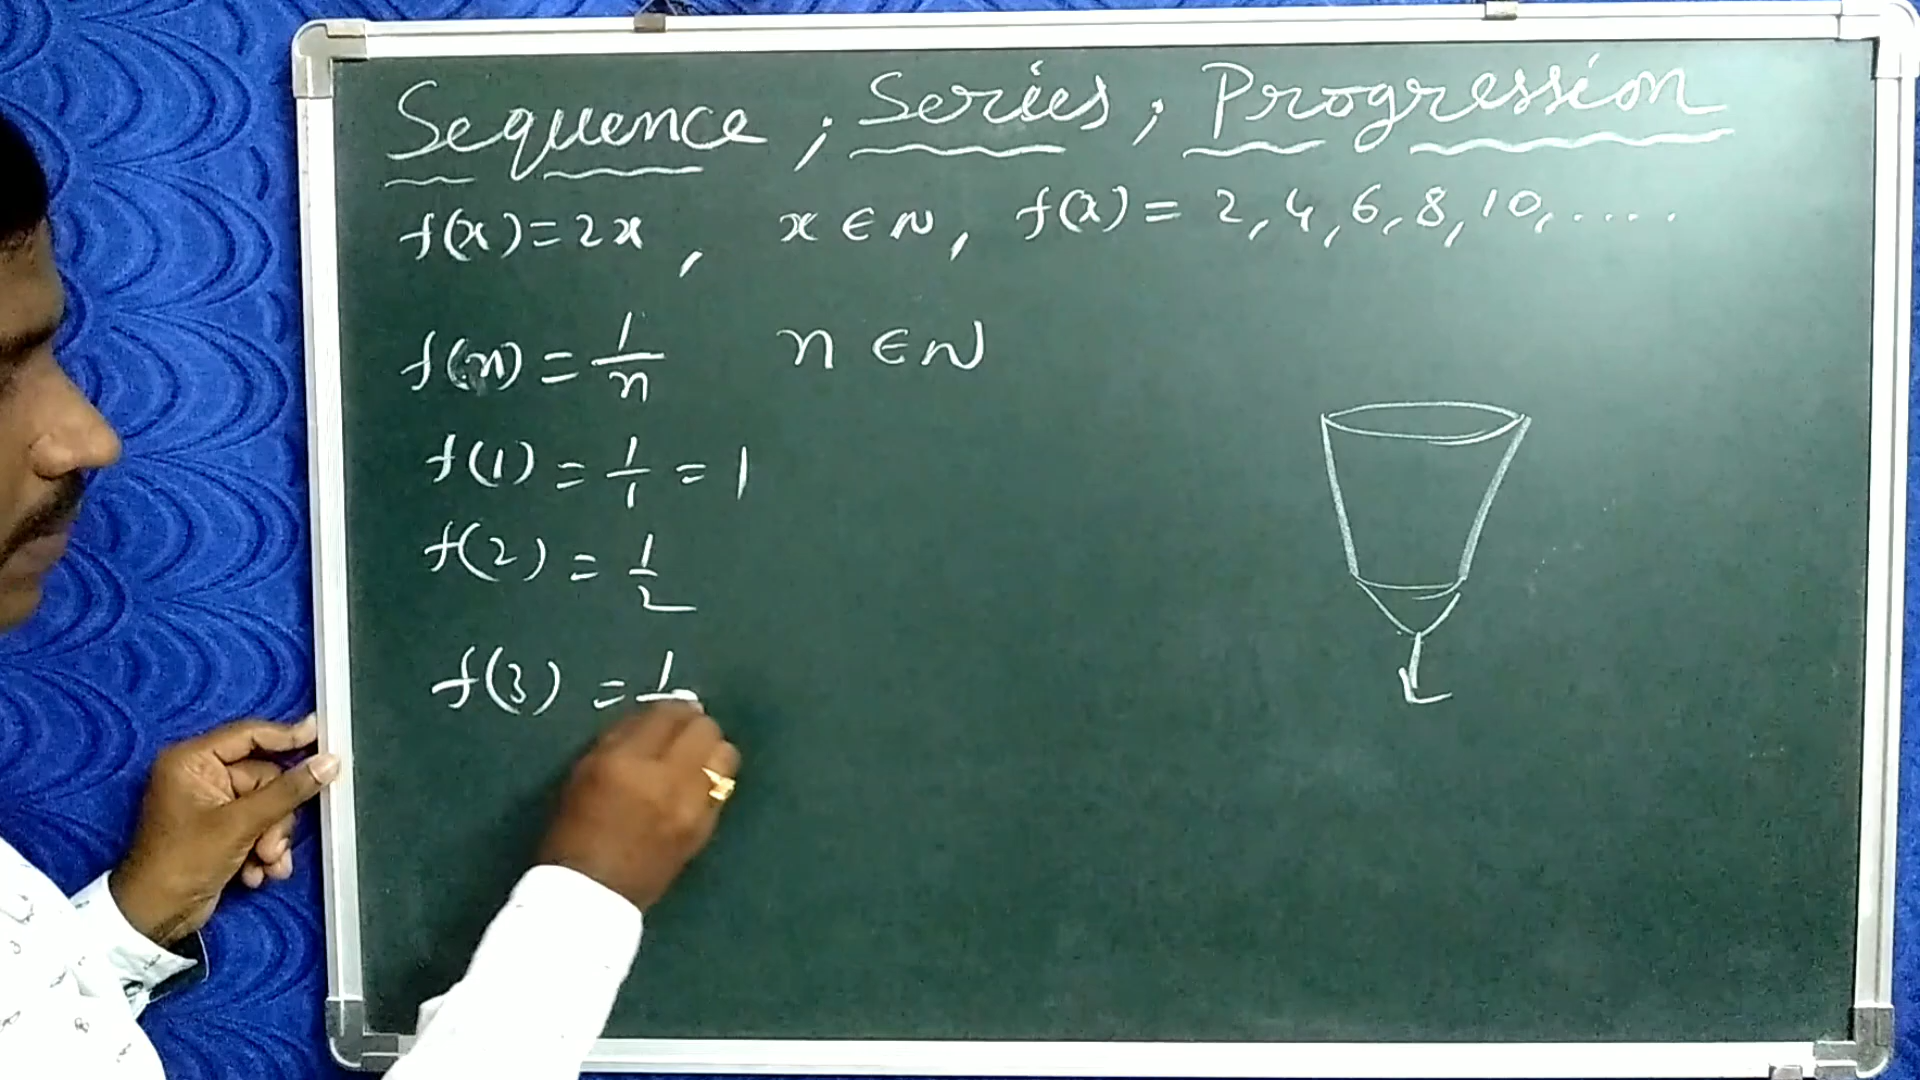 Sequence ; Series ; Progression
f(x) = 2x , x ∈ N , f(x) = 2, 4, 6, 8, 10, .....
f(n) = 1/n n ∈ N
f(1) = 1/1 = 1
f(2) = 1/2
f(3) = 1/